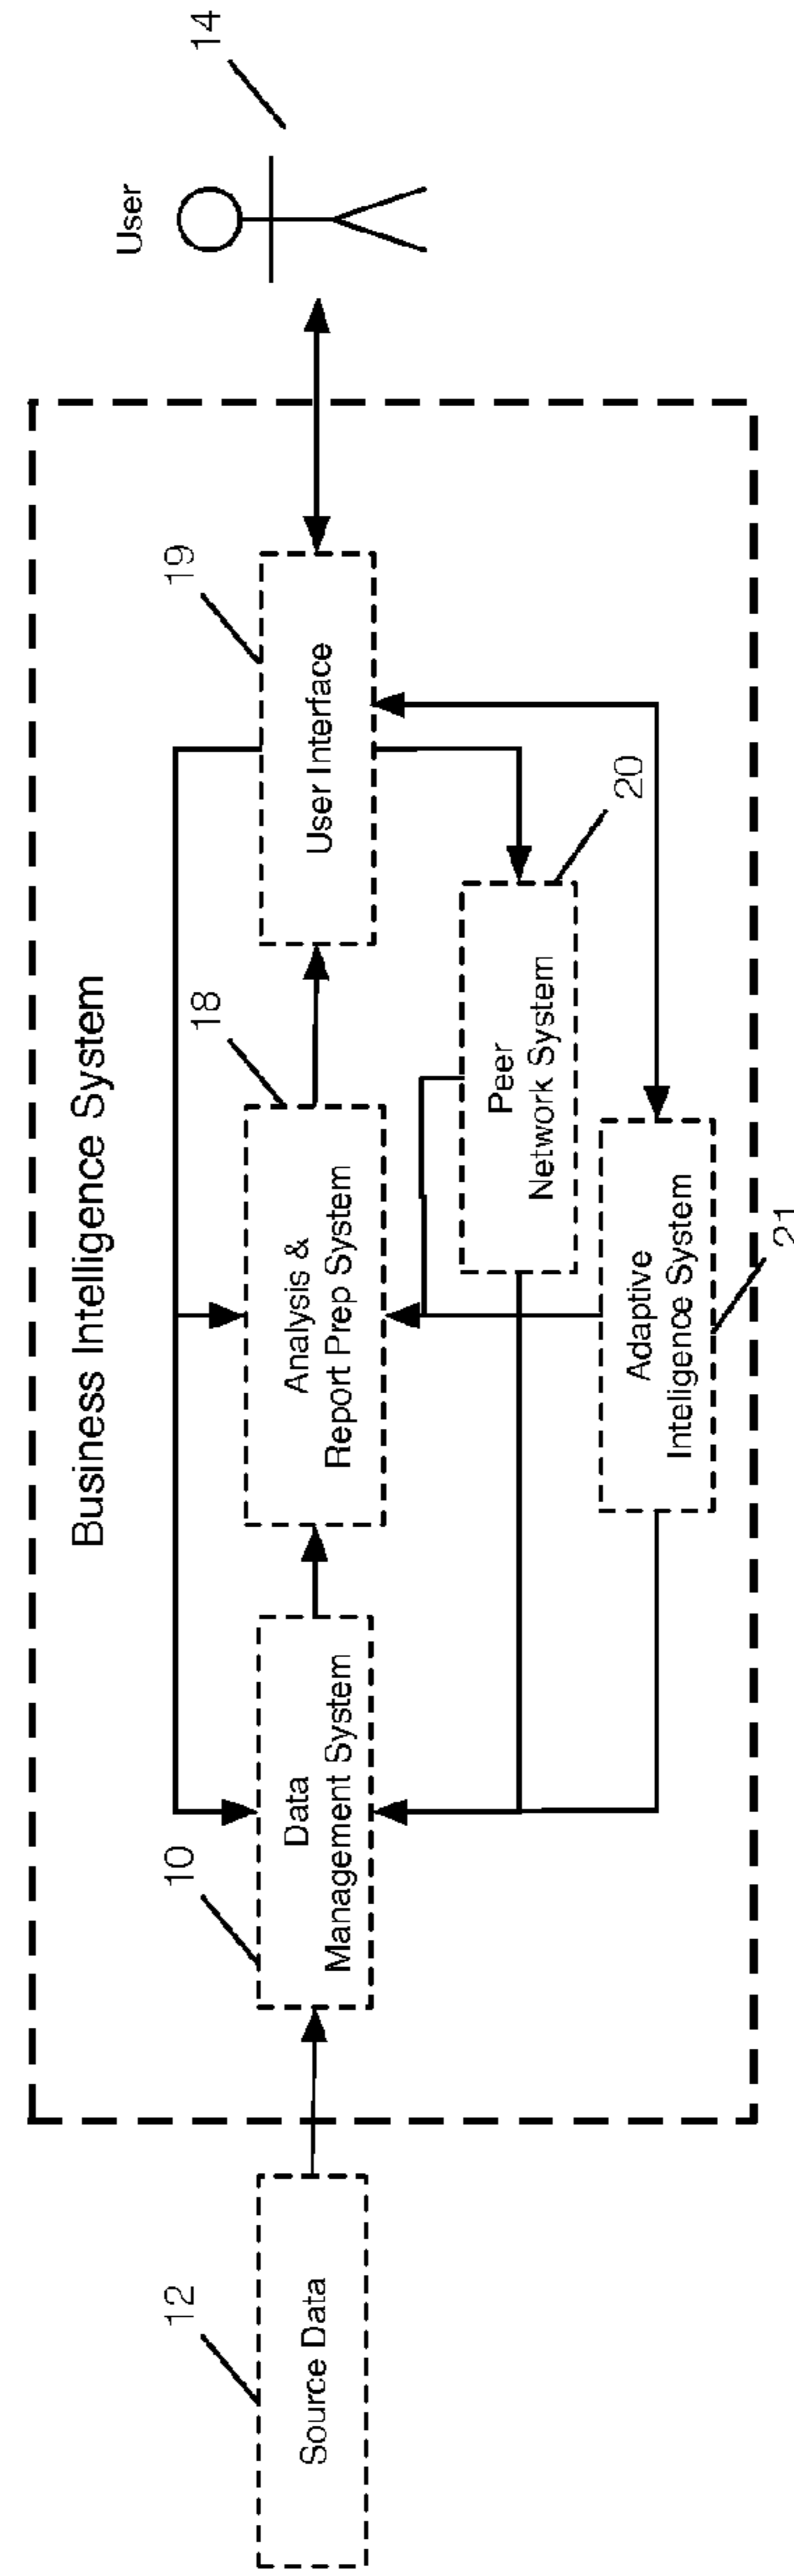 Business Intelligence System
12
Source Data
10
Data
Management System
18
Analysis &
Report Prep System
19
User Interface
Peer
Network System
20
Adaptive
Inteligence System
21
User
14